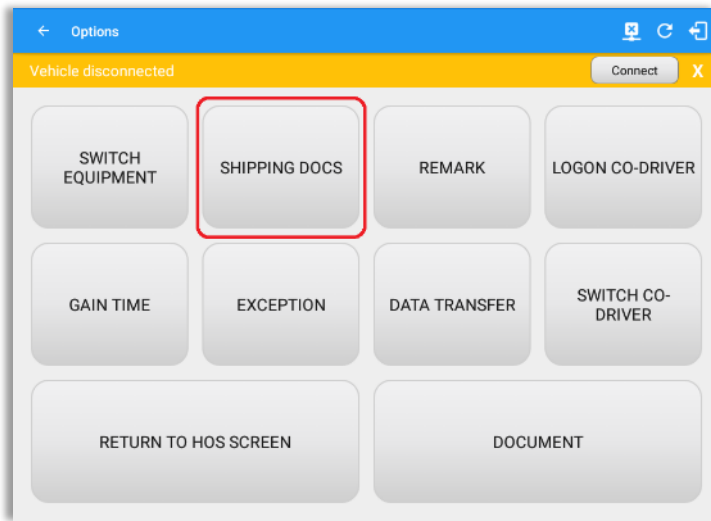 Options
Vehicle disconnected
Connect
X
SWITCH
EQUIPMENT
SHIPPING DOCS
REMARK
LOGON CO-DRIVER
GAIN TIME
EXCEPTION
DATA TRANSFER
SWITCH CO-
DRIVER
RETURN TO HOS SCREEN
DOCUMENT